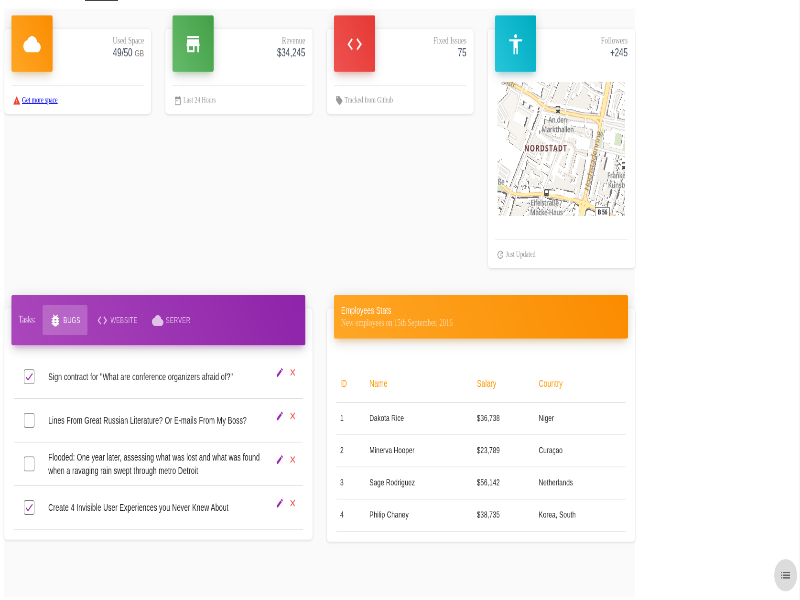 Used Space
49/50 GB
Get more space
Revenue
$34,245
Last 24 Hours
Fixed Issues
75
Tracked from Github
Followers
+245
An den
Markthallen
NORDSTADT
Eifelstraße
Macke Haus
B 56
Just Updated
Tasks:
BUGS
WEBSITE
SERVER
Sign contract for "What are conference organizers afraid of?"
Lines From Great Russian Literature? Or E-mails From My Boss?
Flooded: One year later, assessing what was lost and what was found
when a ravaging rain swept through metro Detroit
Create 4 Invisible User Experiences you Never Knew About
Employees Stats
New employees on 15th September, 2016
ID Name Salary Country
1 Dakota Rice $36,738 Niger
2 Minerva Hooper $23,789 Curaçao
3 Sage Rodriguez $56,142 Netherlands
4 Philip Chaney $38,735 Korea, South